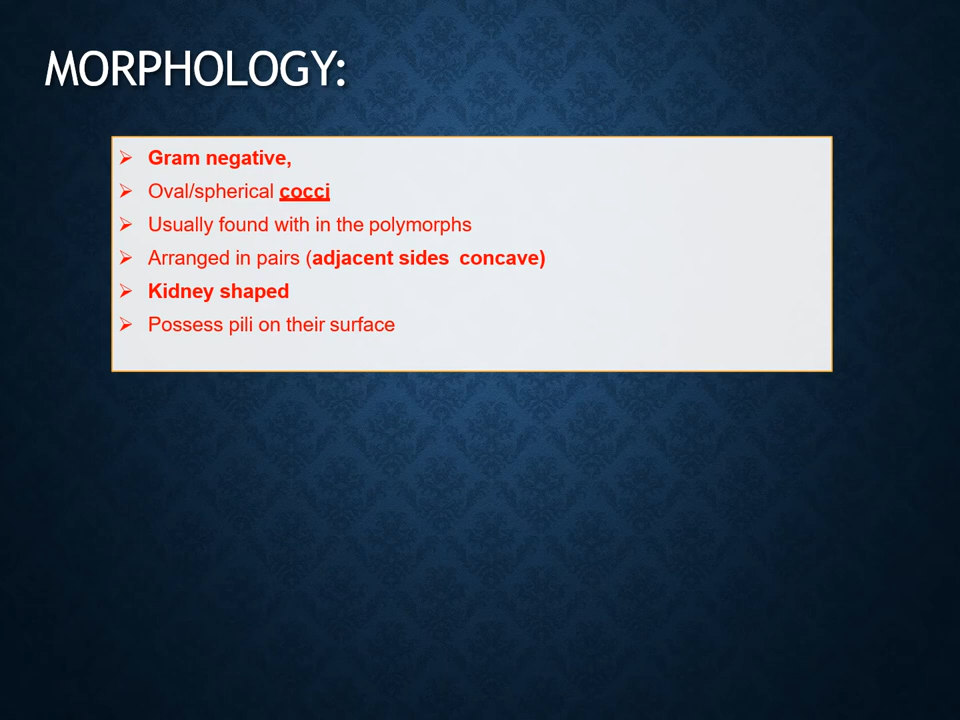 MORPHOLOGY:
➢ Gram negative,
➢ Oval/spherical cocci
➢ Usually found with in the polymorphs
➢ Arranged in pairs (adjacent sides  concave)
➢ Kidney shaped
➢ Possess pili on their surface